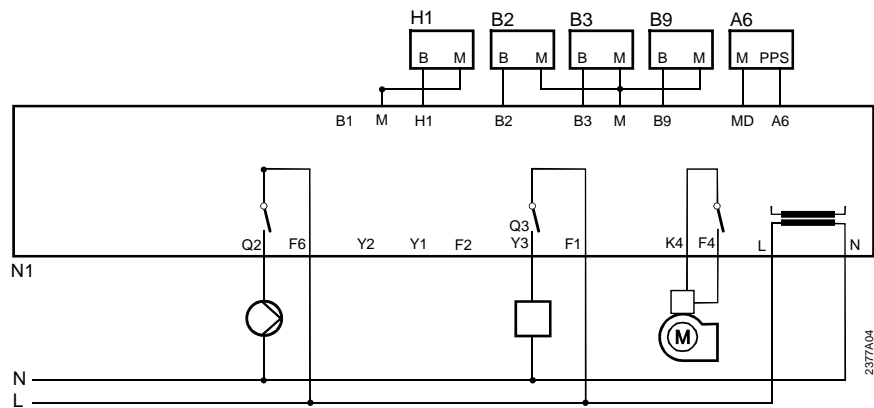 H1 B2 B3 B9 A6
B M B M B M B M M PPS
B1 M H1 B2 B3 M B9 MD A6
Q3
Q2 F6 Y2 Y1 F2 Y3 F1 K4 F4 L N
N1
M
2377A04
N
L